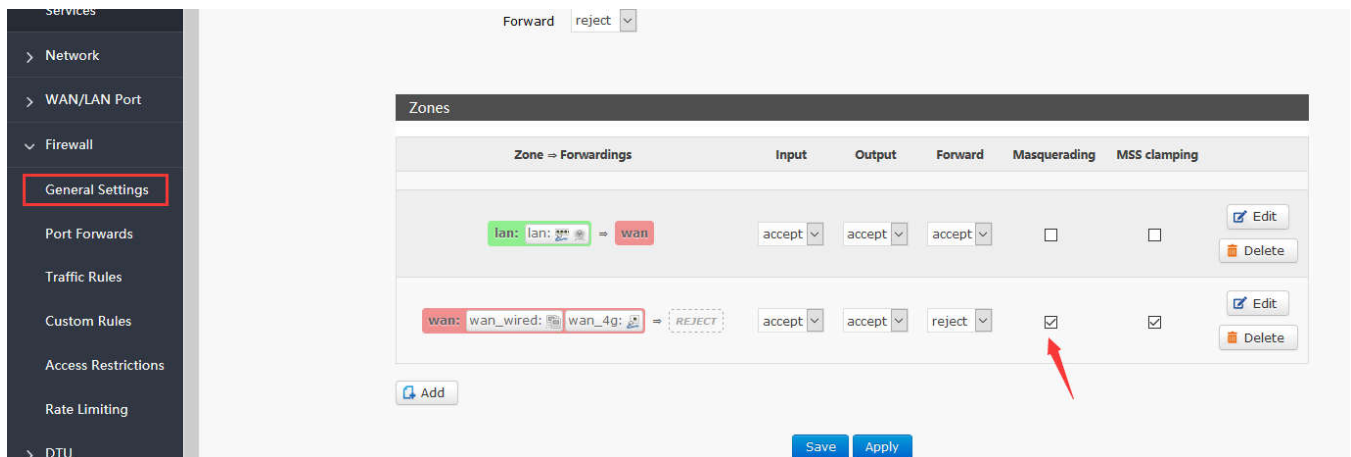 Services
Forward reject
Network
WAN/LAN Port
Zones
Firewall
Zone ⇒ Forwardings Input Output Forward Masquerading MSS clamping
General Settings
Edit
lan: lan: ⇒ wan accept accept accept
Port Forwards
Delete
Traffic Rules
Edit
wan: wan_wired: wan_4g: ⇒ REJECT accept accept reject
Custom Rules
Delete
Access Restrictions
Add
Rate Limiting
Save Apply
DTU